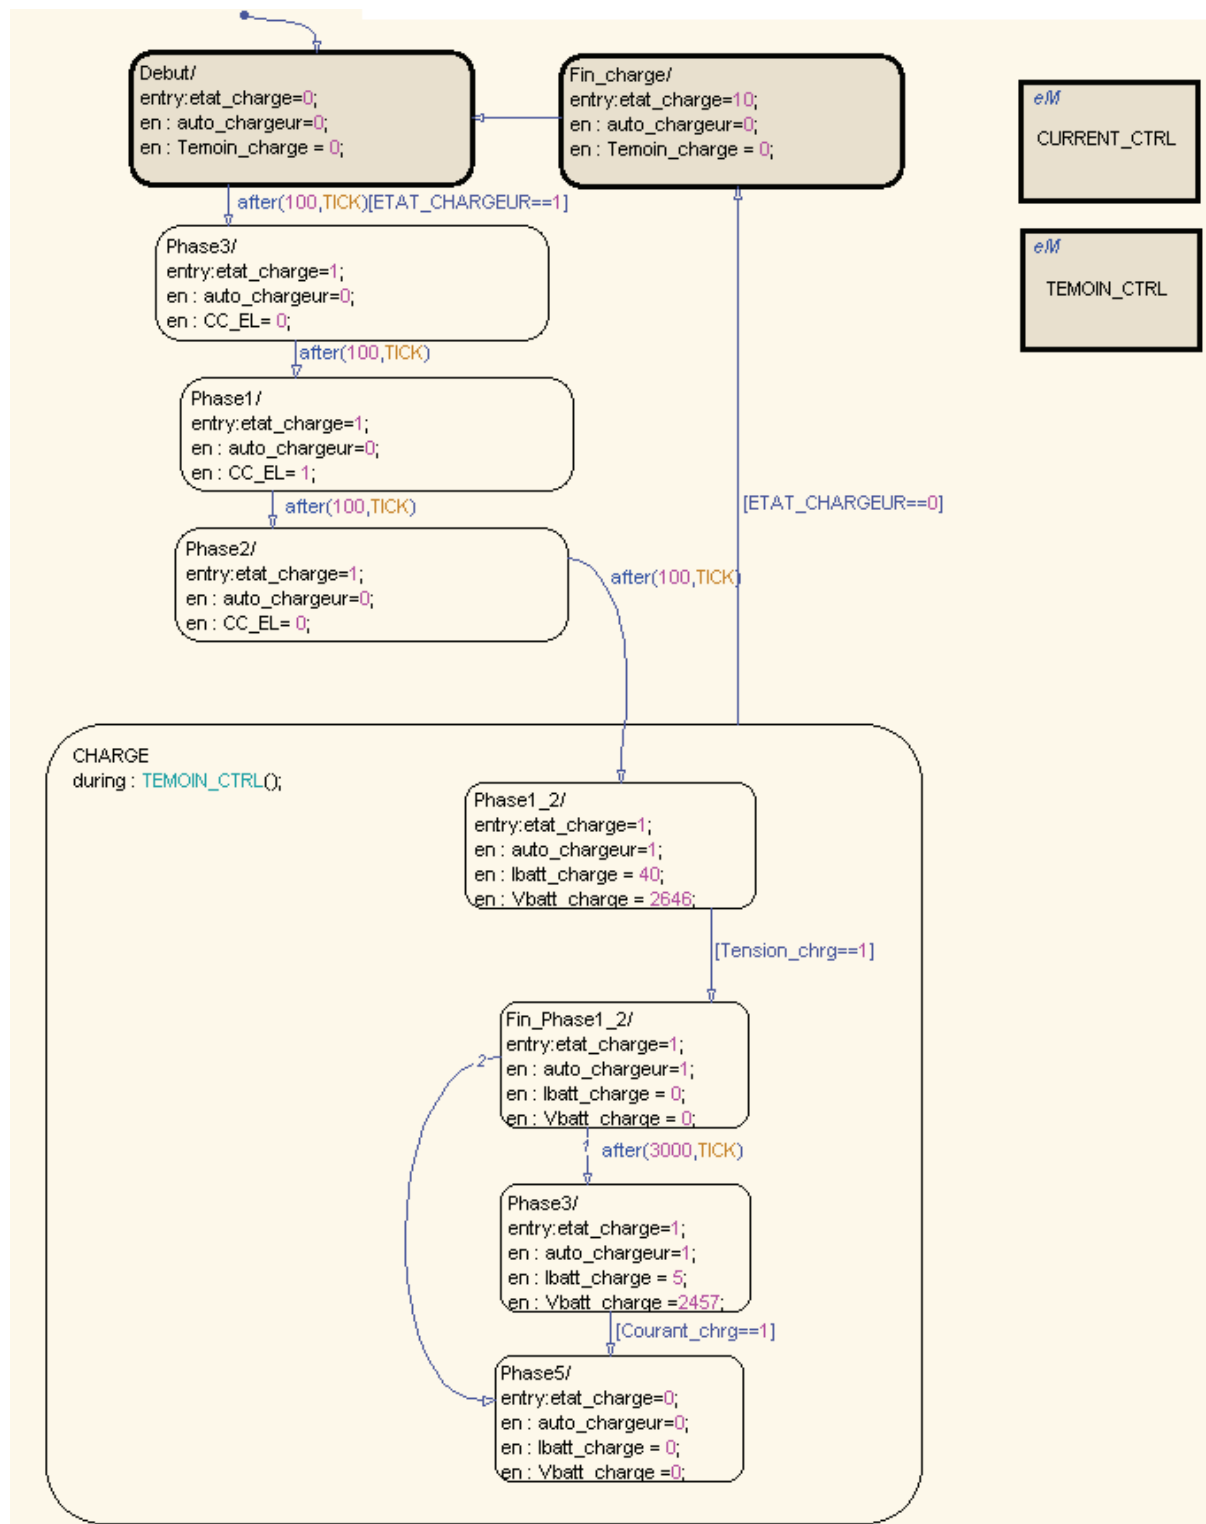 Debut/
entry:etat_charge=0;
en : auto_chargeur=0;
en : Temoin_charge = 0;
Fin_charge/
entry:etat_charge=10;
en : auto_chargeur=0;
en : Temoin_charge = 0;
eM
CURRENT_CTRL
eM
TEMOIN_CTRL
after(100,TICK)[ETAT_CHARGEUR==1]
Phase3/
entry:etat_charge=1;
en : auto_chargeur=0;
en : CC_EL= 0;
after(100,TICK)
Phase1/
entry:etat_charge=1;
en : auto_chargeur=0;
en : CC_EL= 1;
after(100,TICK)
[ETAT_CHARGEUR==0]
Phase2/
entry:etat_charge=1;
en : auto_chargeur=0;
en : CC_EL= 0;
after(100,TICK)
CHARGE
during : TEMOIN_CTRL();
Phase1_2/
entry:etat_charge=1;
en : auto_chargeur=1;
en : Ibatt_charge = 40;
en : Vbatt_charge = 2646;
[Tension_chrg==1]
Fin_Phase1_2/
entry:etat_charge=1;
en : auto_chargeur=1;
en : Ibatt_charge = 0;
en : Vbatt_charge = 0;
2
1
after(3000,TICK)
Phase3/
entry:etat_charge=1;
en : auto_chargeur=1;
en : Ibatt_charge = 5;
en : Vbatt_charge =2457;
[Courant_chrg==1]
Phase5/
entry:etat_charge=0;
en : auto_chargeur=0;
en : Ibatt_charge = 0;
en : Vbatt_charge =0;